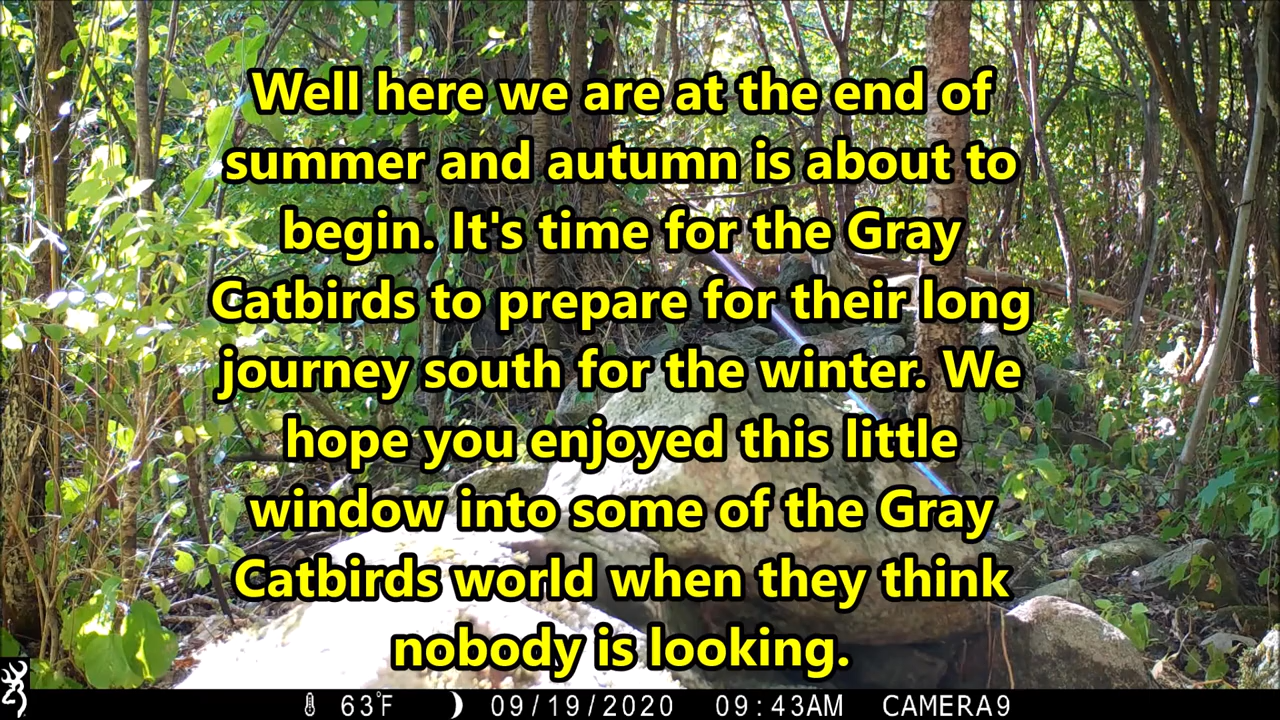 Well here we are at the end of
summer and autumn is about to
begin. It's time for the Gray
Catbirds to prepare for their long
journey south for the winter. We
hope you enjoyed this little
window into some of the Gray
Catbirds world when they think
nobody is looking.
63°F 09/19/2020 09:43AM CAMERA9